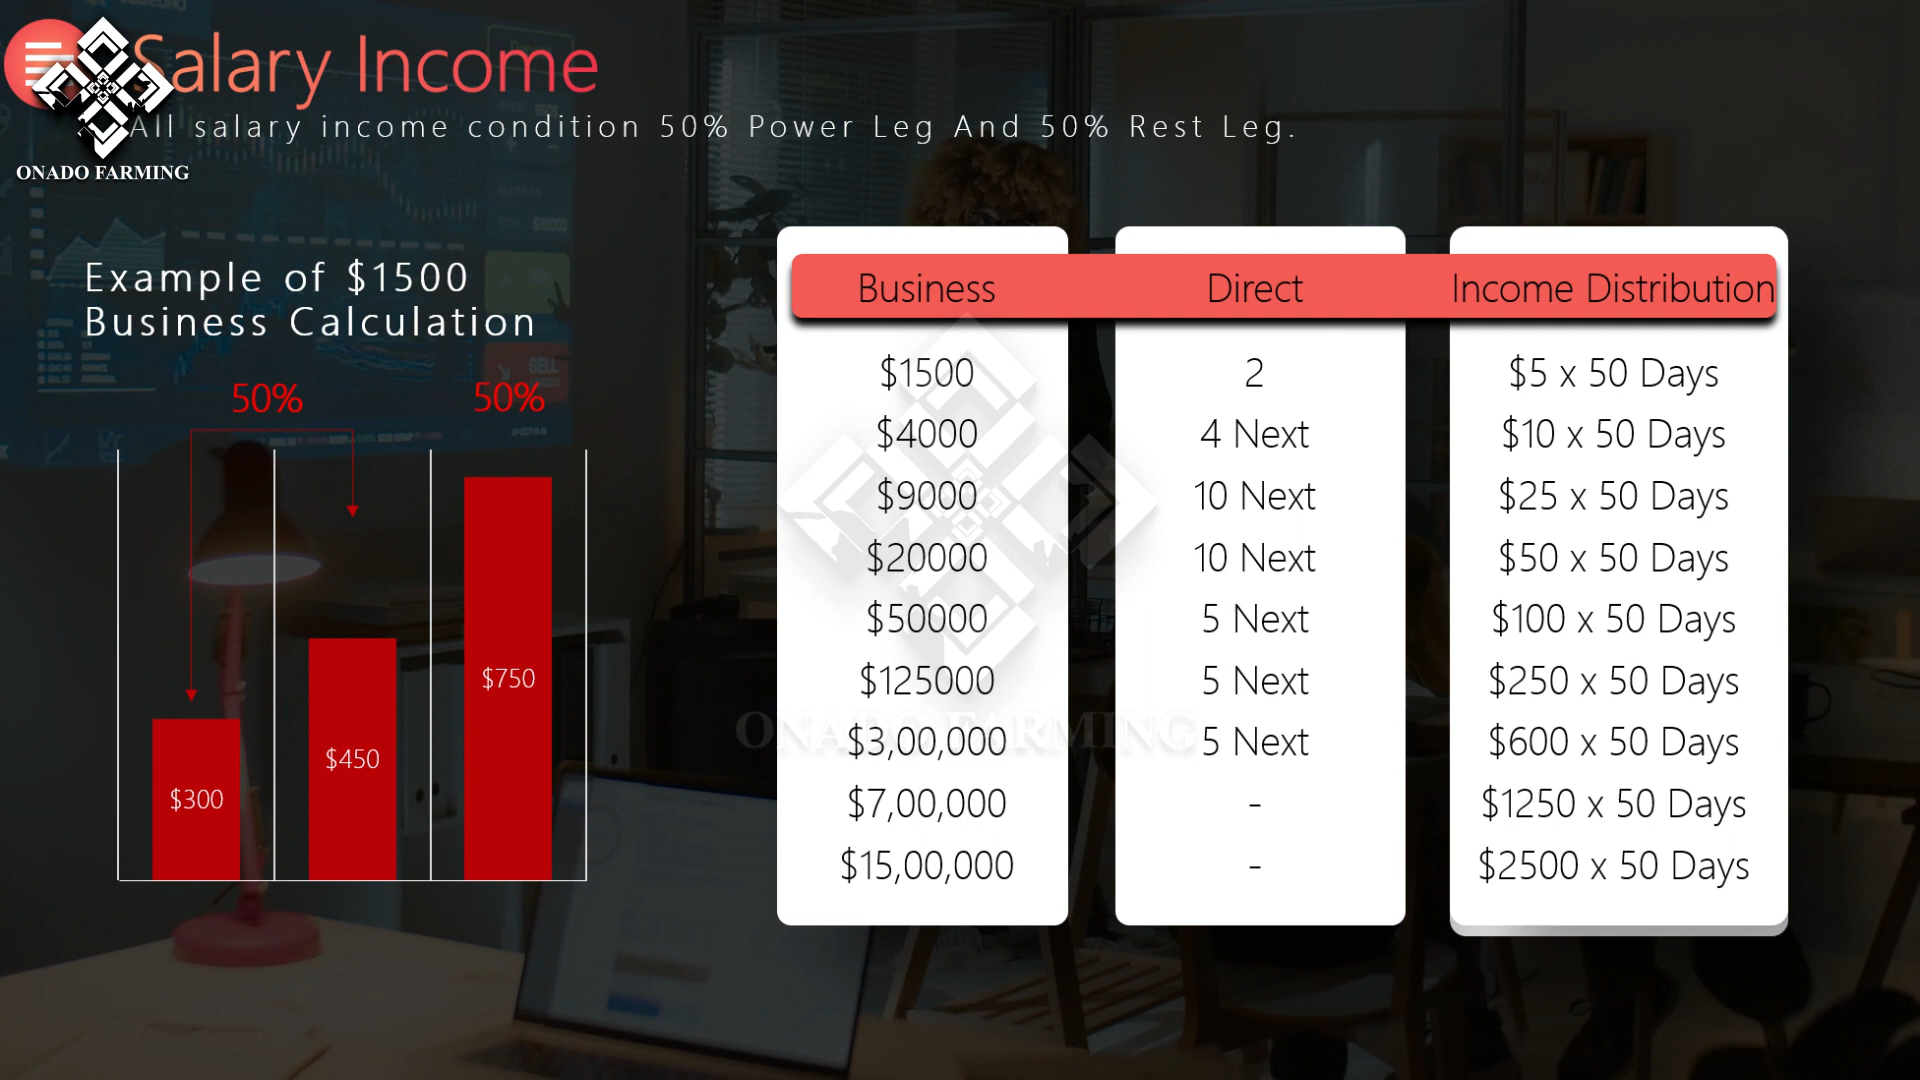 Salary Income
All salary income condition 50% Power Leg And 50% Rest Leg.
ONADO FARMING
Example of $1500
Business Calculation
50% 50%
$300 $450 $750
Business Direct Income Distribution
$1500 2 $5 x 50 Days
$4000 4 Next $10 x 50 Days
$9000 10 Next $25 x 50 Days
$20000 10 Next $50 x 50 Days
$50000 5 Next $100 x 50 Days
$125000 5 Next $250 x 50 Days
$3,00,000 5 Next $600 x 50 Days
$7,00,000 - $1250 x 50 Days
$15,00,000 - $2500 x 50 Days
ONADO FARMING
SELL